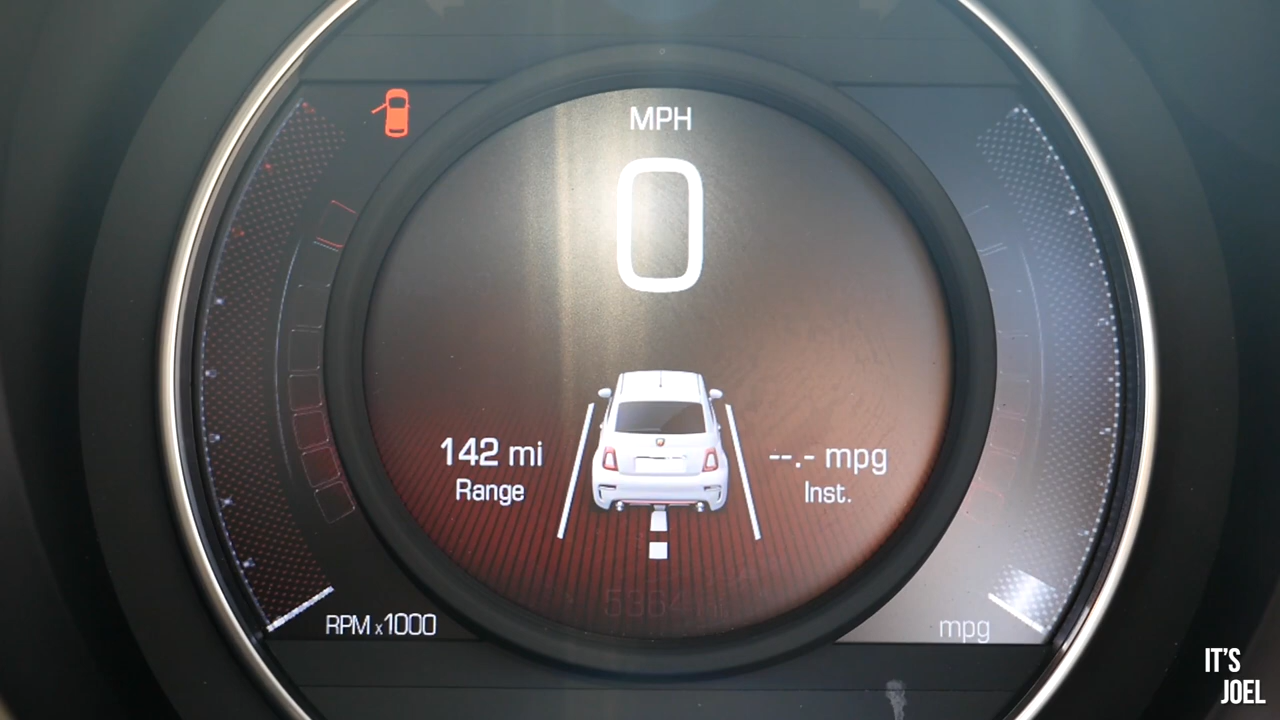 MPH
0
142 mi
Range
--.- mpg
Inst.
RPM x1000
mpg
IT'S
JOEL